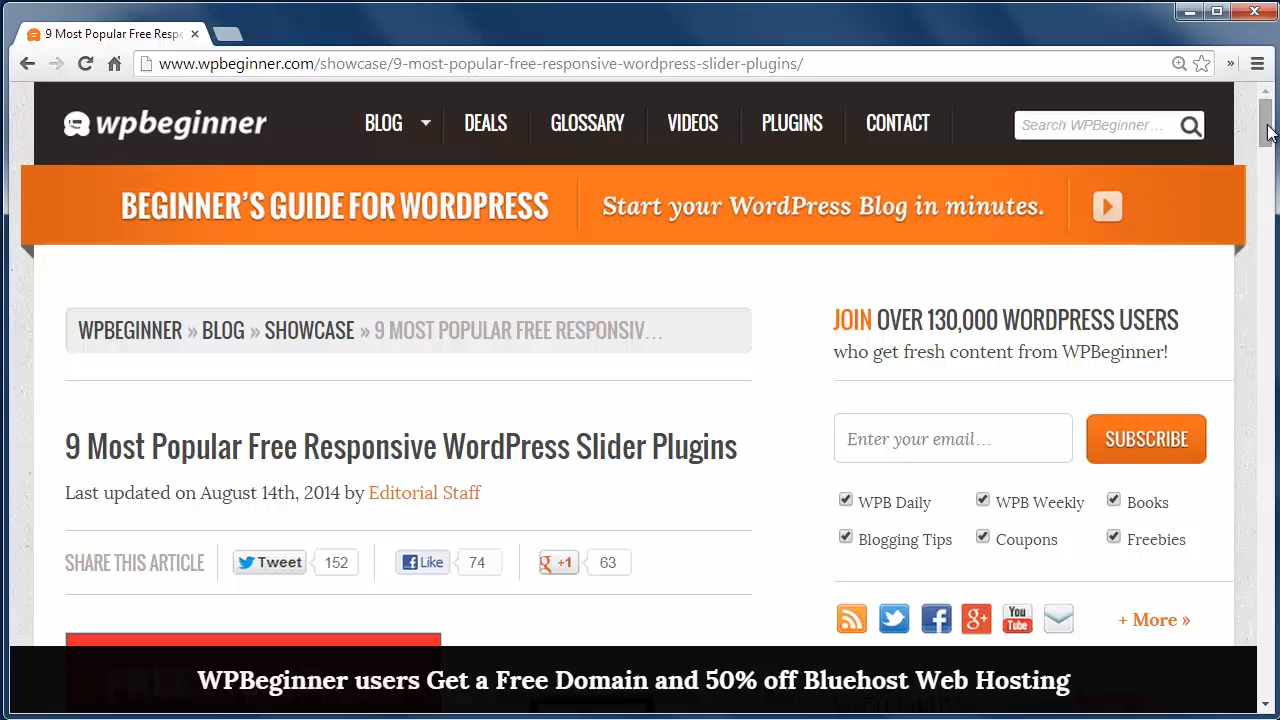 9 Most Popular Free Respo
www.wpbeginner.com/showcase/9-most-popular-free-responsive-wordpress-slider-plugins/
wpbeginner
BLOG
DEALS
GLOSSARY
VIDEOS
PLUGINS
CONTACT
Search WPBeginner...
BEGINNER'S GUIDE FOR WORDPRESS
Start your WordPress Blog in minutes.
WPBEGINNER » BLOG » SHOWCASE » 9 MOST POPULAR FREE RESPONSIV...
9 Most Popular Free Responsive WordPress Slider Plugins
Last updated on August 14th, 2014 by Editorial Staff
SHARE THIS ARTICLE
Tweet
152
Like
74
+1
63
JOIN OVER 130,000 WORDPRESS USERS
who get fresh content from WPBeginner!
Enter your email...
SUBSCRIBE
WPB Daily
WPB Weekly
Books
Blogging Tips
Coupons
Freebies
You
Tube
+ More »
WPBeginner users Get a Free Domain and 50% off Bluehost Web Hosting